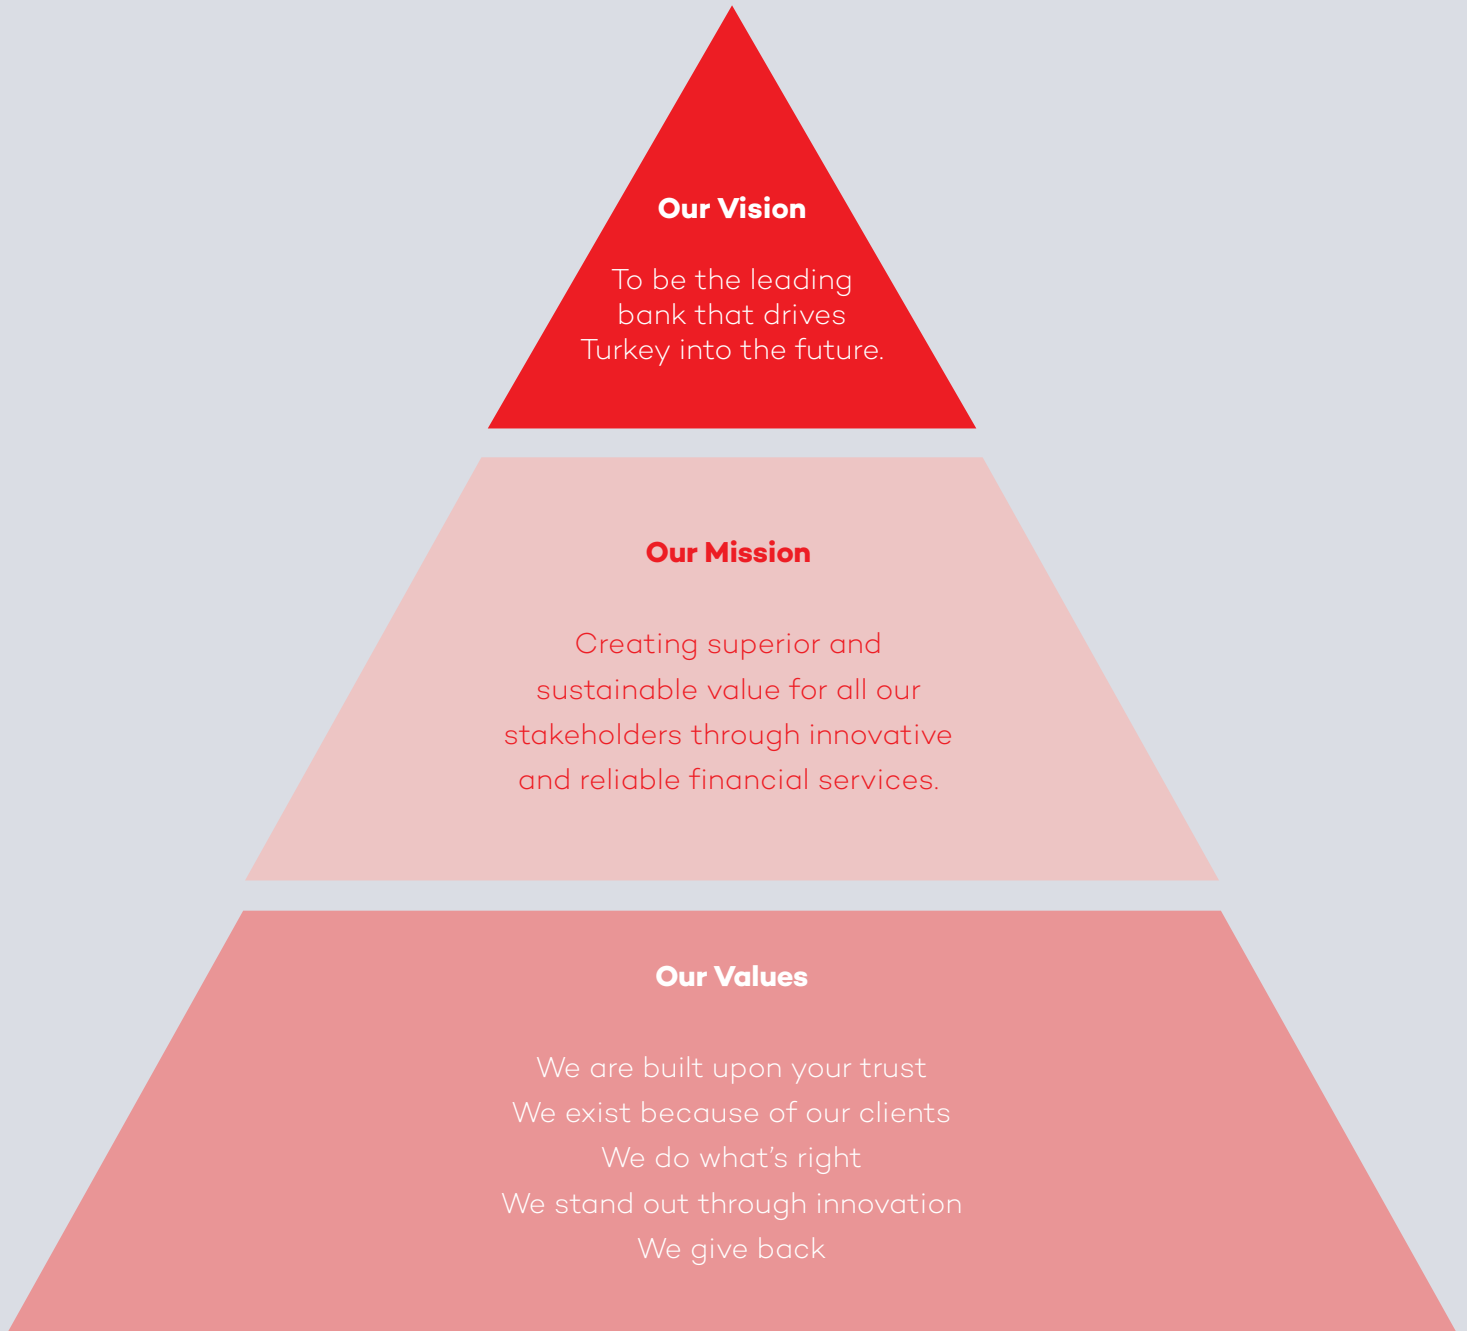 Our Vision
To be the leading
bank that drives
Turkey into the future.
Our Mission
Creating superior and
sustainable value for all our
stakeholders through innovative
and reliable financial services.
Our Values
We are built upon your trust
We exist because of our clients
We do what’s right
We stand out through innovation
We give back